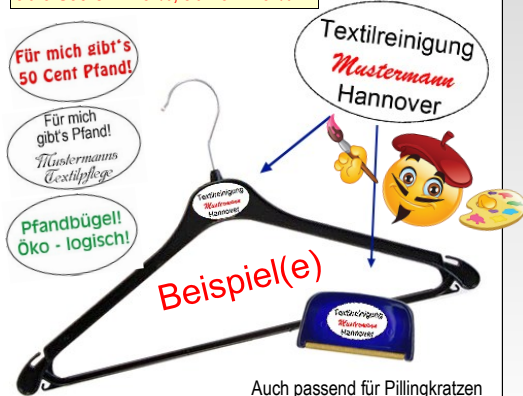 Für mich gibt's
50 Cent Pfand!
Textilreinigung
Mustermann
Hannover
Für mich
gibt's Pfand!
Mustermanns
Textilpflege
Pfandbügel!
Öko - logisch!
Textilreinigung
Mustermann
Hannover
Beispiel(e)
Textilreinigung
Mustermann
Hannover
Auch passend für Pillingkratzen